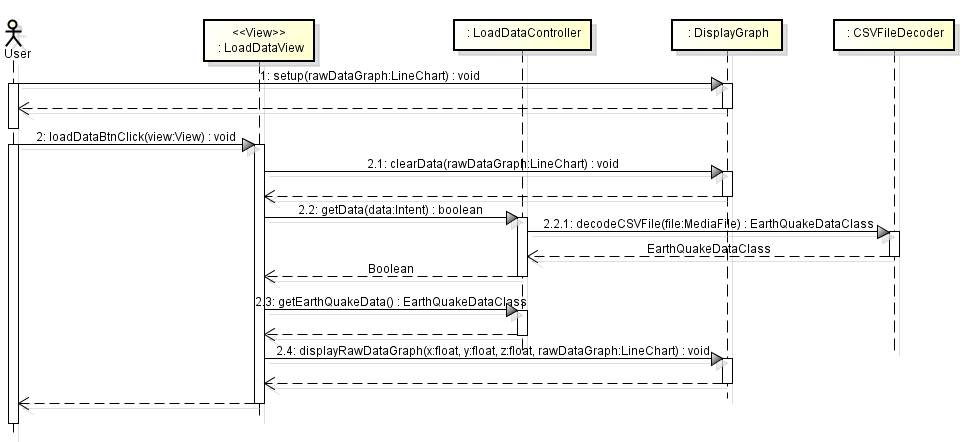 User
<<View>>
: LoadDataView
: LoadDataController
: DisplayGraph
: CSVFileDecoder
1: setup(rawDataGraph:LineChart) : void
2: loadDataBtnClick(view:View) : void
2.1: clearData(rawDataGraph:LineChart) : void
2.2: getData(data:Intent) : boolean
2.2.1: decodeCSVFile(file:MediaFile) : EarthQuakeDataClass
EarthQuakeDataClass
Boolean
2.3: getEarthQuakeData() : EarthQuakeDataClass
2.4: displayRawDataGraph(x:float, y:float, z:float, rawDataGraph:LineChart) : void